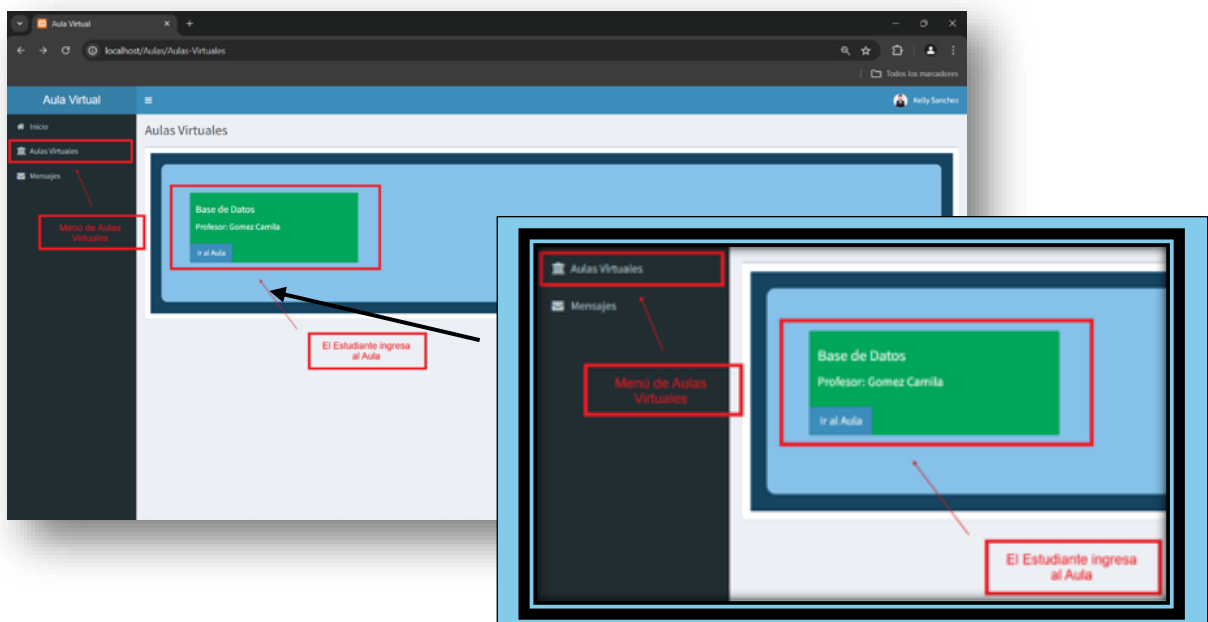 Aula Virtual
localhost/Aulas/Aulas-Virtuales
Todos los marcadores
Aula Virtual
Kelly Sanchez
Inicio
Aulas Virtuales
Aulas Virtuales
Mensajes
Base de Datos
Profesor: Gomez Camila
Ir al Aula
Menú de Aulas
Virtuales
El Estudiante ingresa
al Aula
Aulas Virtuales
Mensajes
Base de Datos
Profesor: Gomez Camila
Ir al Aula
Menú de Aulas
Virtuales
El Estudiante ingresa
al Aula